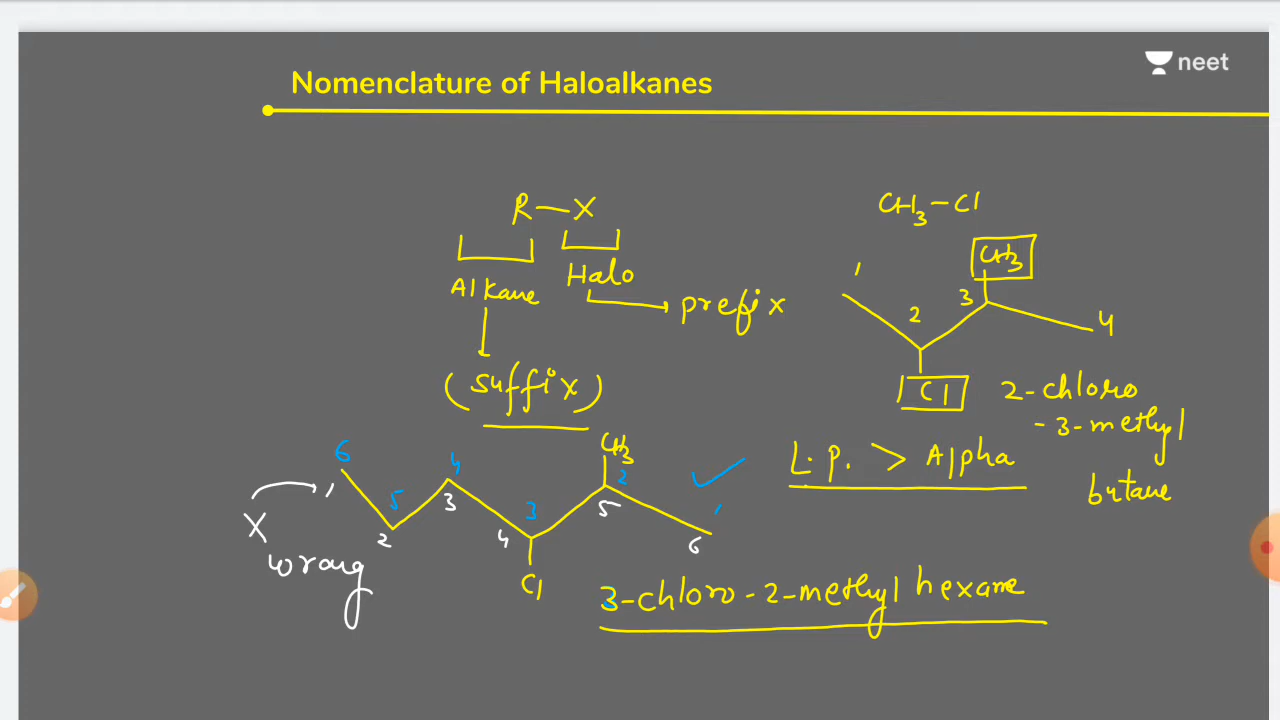 neet
Nomenclature of Haloalkanes
R-X
Alkane
Halo
prefix
(suffix)
CH3-Cl
CH3
1 2 3 4
Cl
2-chloro
-3-methyl
butane
L.P. > Alpha
CH3
6 5 4 3 2 1
1 2 3 4 5 6
Cl
X
wrong
3-chloro-2-methyl hexane